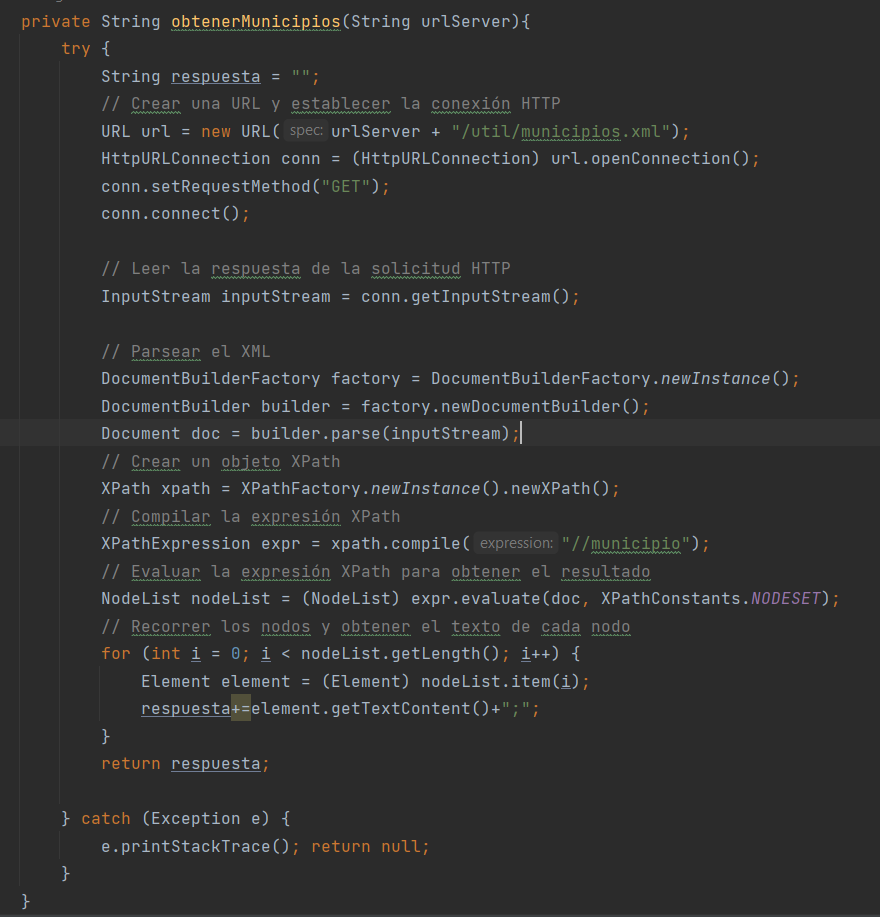 private String obtenerMunicipios(String urlServer){
try {
String respuesta = "";
// Crear una URL y establecer la conexión HTTP
URL url = new URL( spec: urlServer + "/util/municipios.xml");
HttpURLConnection conn = (HttpURLConnection) url.openConnection();
conn.setRequestMethod("GET");
conn.connect();
// Leer la respuesta de la solicitud HTTP
InputStream inputStream = conn.getInputStream();
// Parsear el XML
DocumentBuilderFactory factory = DocumentBuilderFactory.newInstance();
DocumentBuilder builder = factory.newDocumentBuilder();
Document doc = builder.parse(inputStream);
// Crear un objeto XPath
XPath xpath = XPathFactory.newInstance().newXPath();
// Compilar la expresión XPath
XPathExpression expr = xpath.compile( expression: "//municipio");
// Evaluar la expresión XPath para obtener el resultado
NodeList nodeList = (NodeList) expr.evaluate(doc, XPathConstants.NODESET);
// Recorrer los nodos y obtener el texto de cada nodo
for (int i = 0; i < nodeList.getLength(); i++) {
Element element = (Element) nodeList.item(i);
respuesta+=element.getTextContent()+";";
}
return respuesta;
} catch (Exception e) {
e.printStackTrace(); return null;
}
}